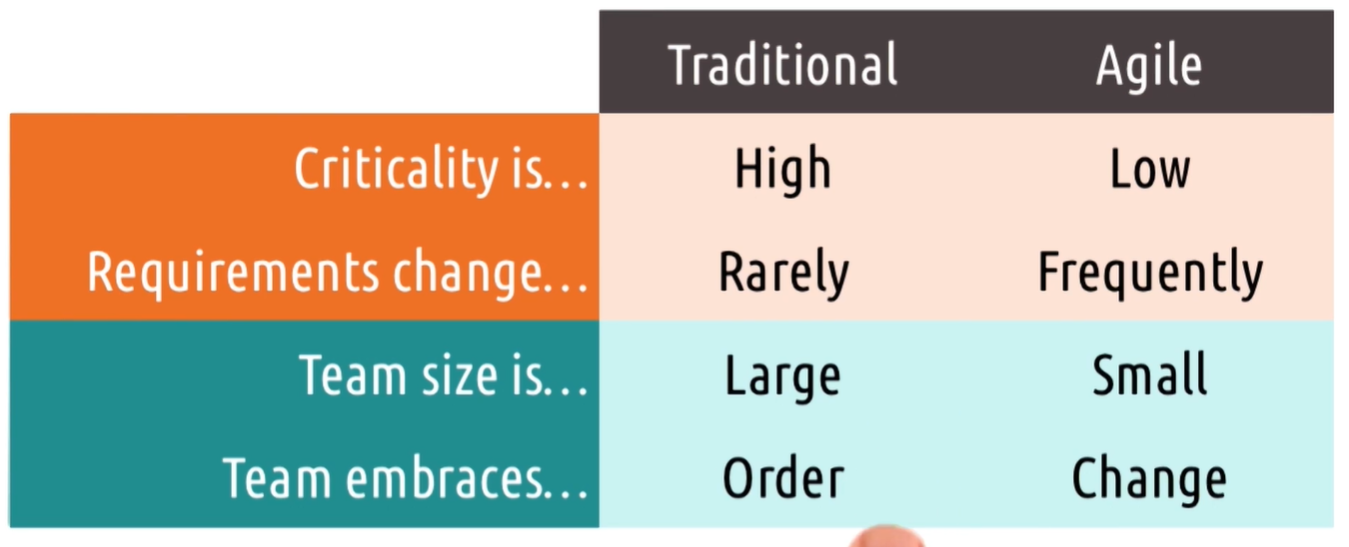 Traditional Agile
Criticality is... High Low
Requirements change... Rarely Frequently
Team size is... Large Small
Team embraces... Order Change